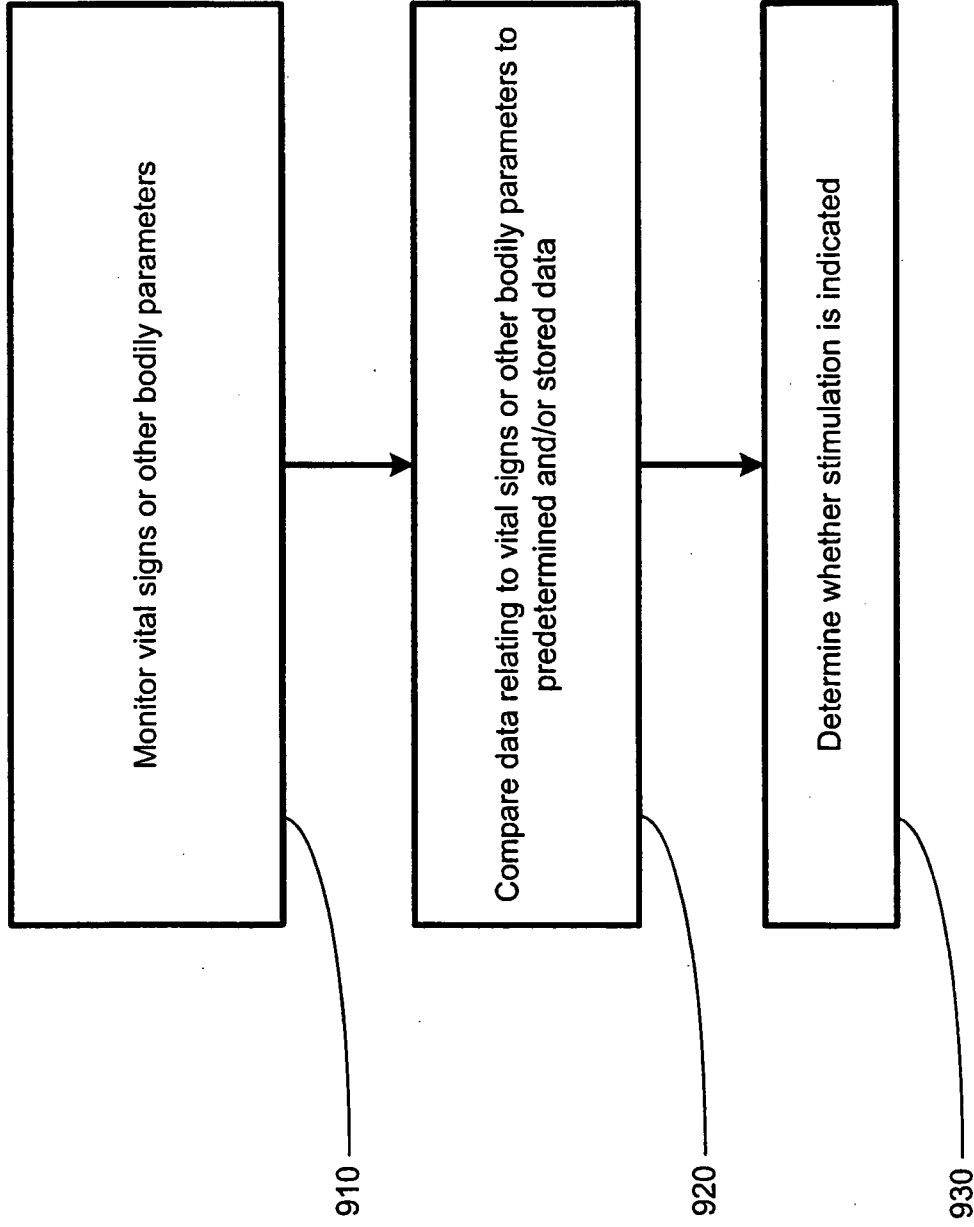 Monitor vital signs or other bodily parameters
910
Compare data relating to vital signs or other bodily parameters to
predetermined and/or stored data
920
Determine whether stimulation is indicated
930